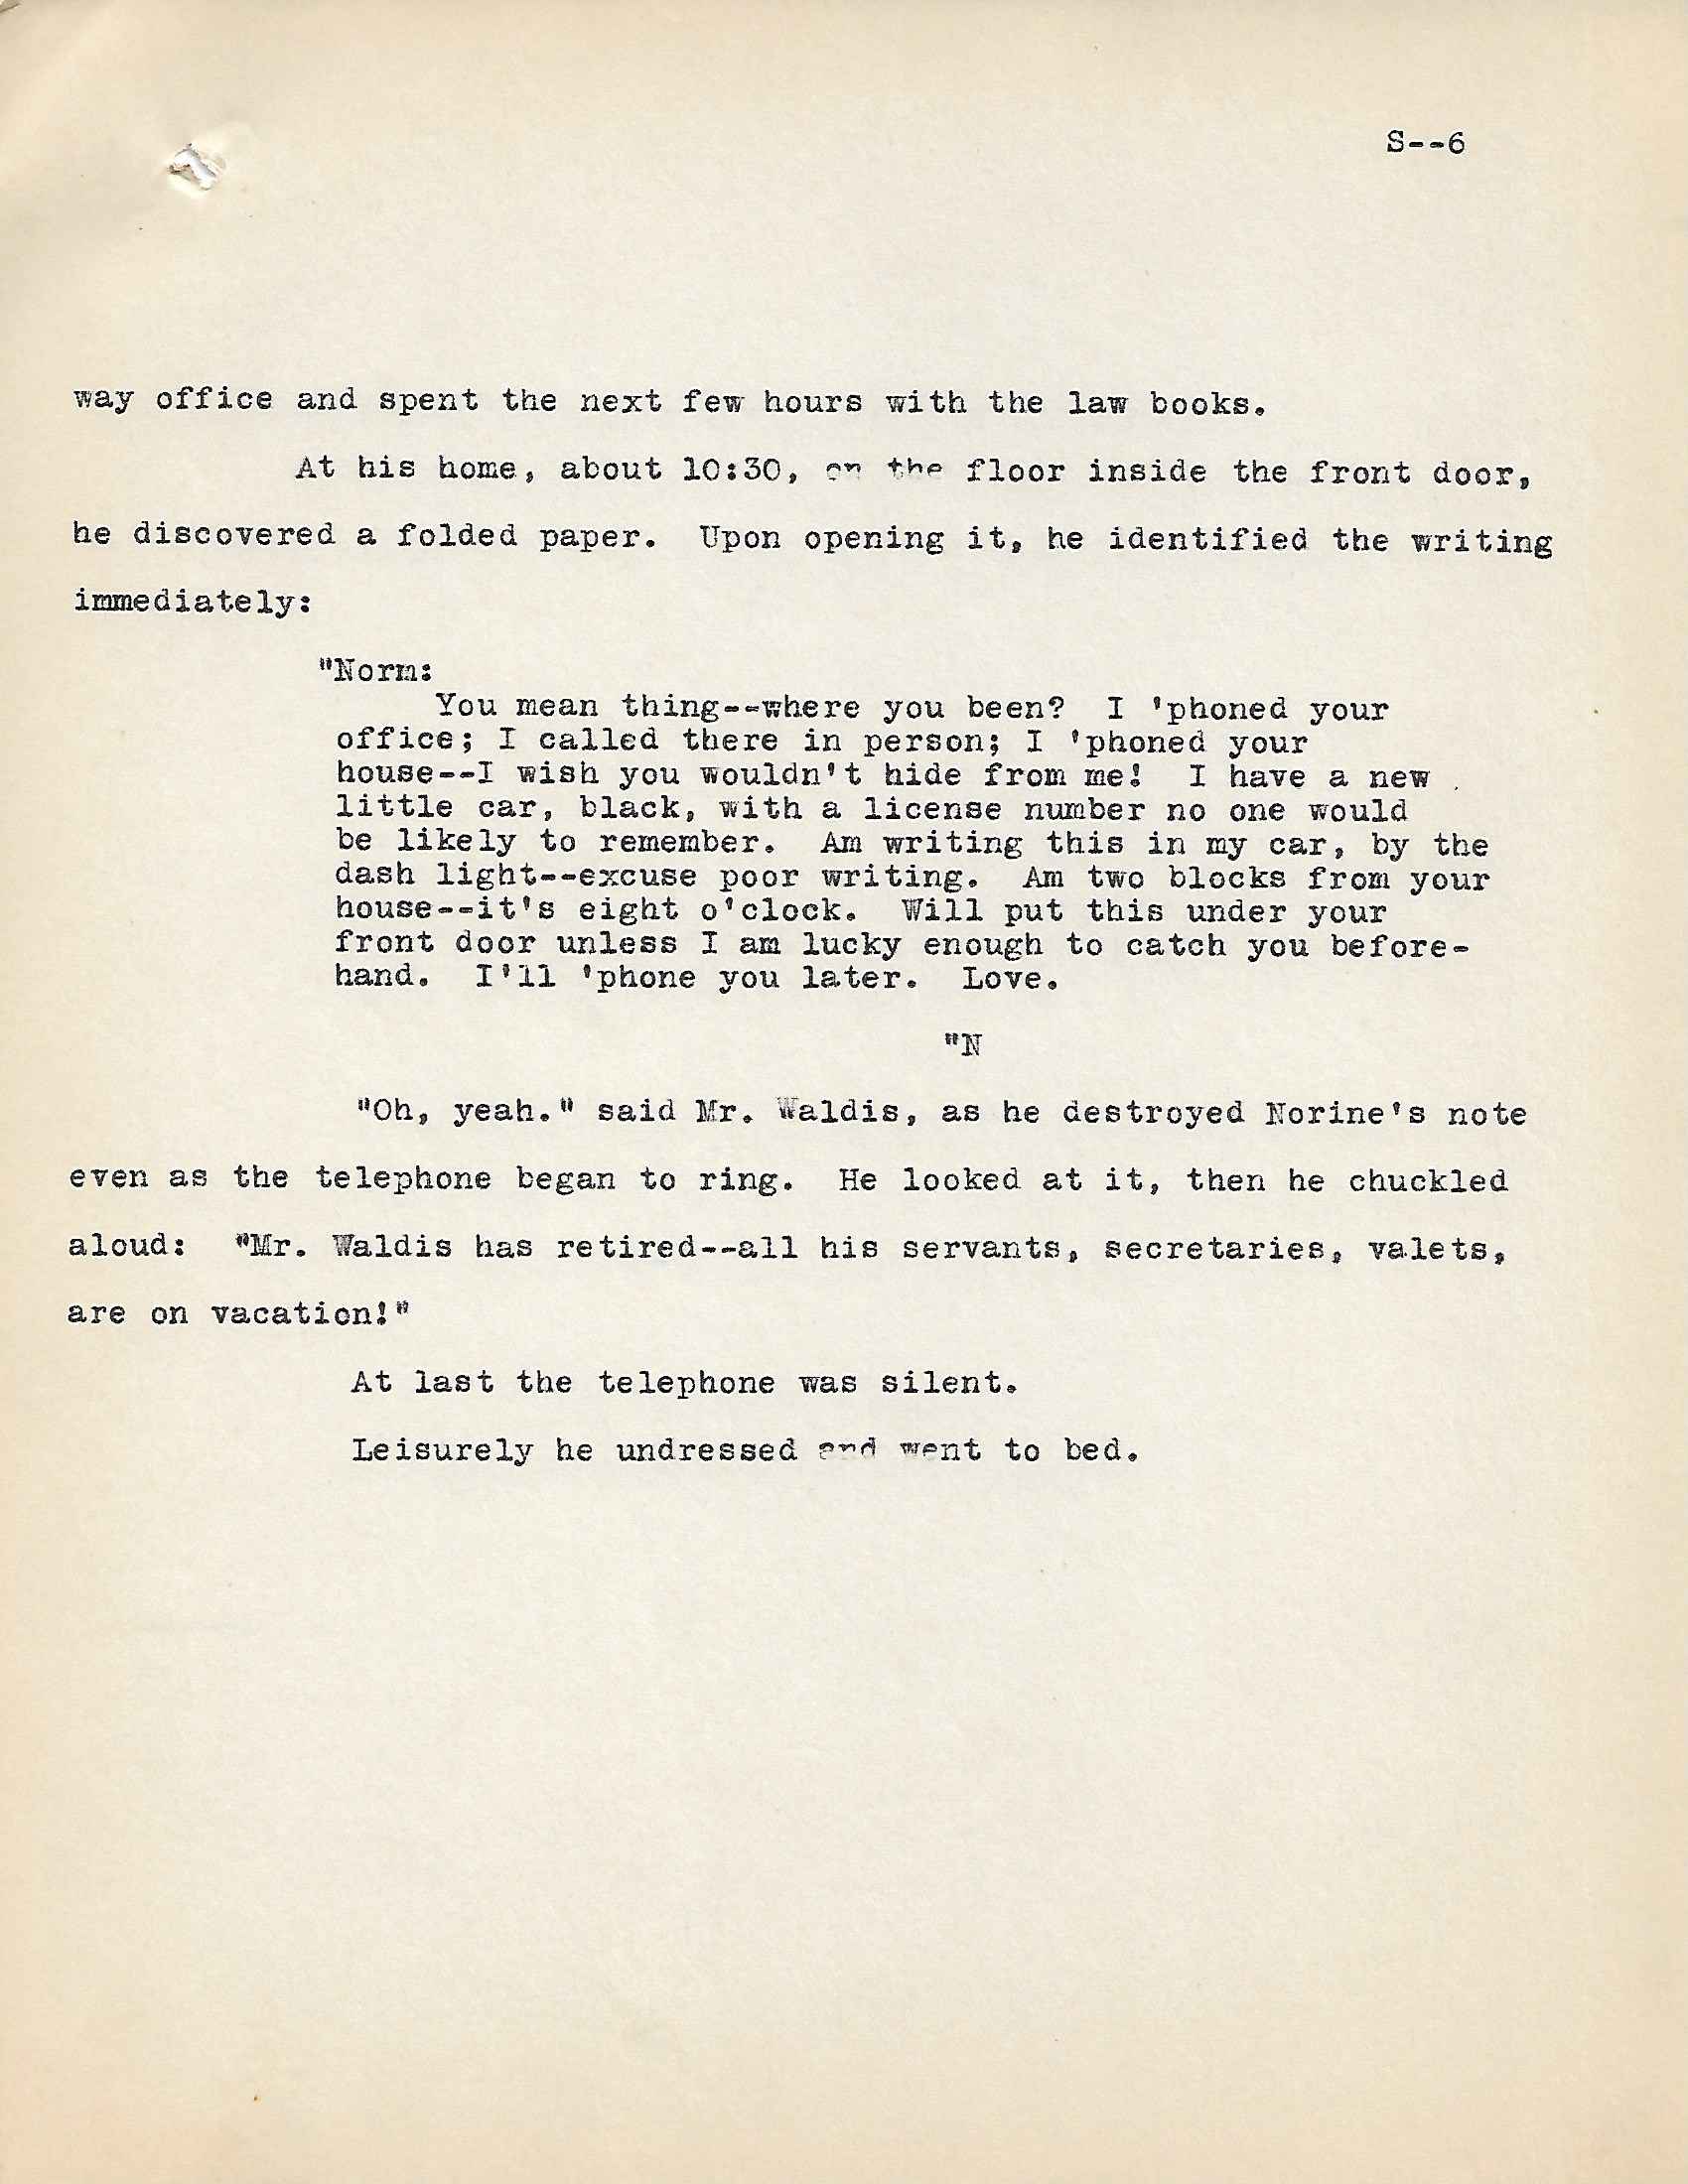 S--6
way office and spent the next few hours with the law books.
At his home, about 10:30, on the floor inside the front door,
he discovered a folded paper. Upon opening it, he identified the writing
immediately:
"Norm:
You mean thing--where you been? I 'phoned your
office; I called there in person; I 'phoned your
house--I wish you wouldn't hide from me! I have a new
little car, black, with a license number no one would
be likely to remember. Am writing this in my car, by the
dash light--excuse poor writing. Am two blocks from your
house--it's eight o'clock. Will put this under your
front door unless I am lucky enough to catch you before-
hand. I'll 'phone you later. Love.
"N
"Oh, yeah." said Mr. Waldis, as he destroyed Norine's note
even as the telephone began to ring. He looked at it, then he chuckled
aloud: "Mr. Waldis has retired--all his servants, secretaries, valets,
are on vacation!"
At last the telephone was silent.
Leisurely he undressed and went to bed.